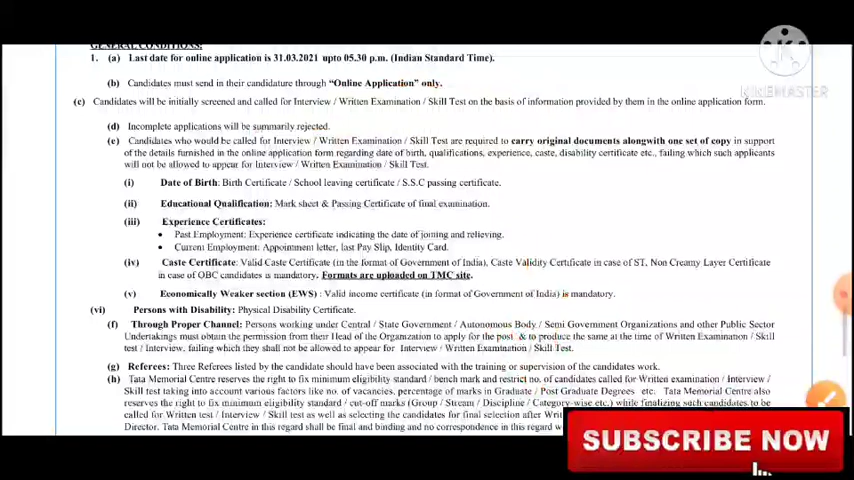 GENERAL CONDITIONS:
KINEMASTER
1. (a) Last date for online application is 31.03.2021 upto 05.30 p.m. (Indian Standard Time).
(b) Candidates must send in their candidature through “Online Application” only.
(c) Candidates will be initially screened and called for Interview / Written Examination / Skill Test on the basis of information provided by them in the online application form.
(d) Incomplete applications will be summarily rejected.
(e) Candidates who would be called for Interview / Written Examination / Skill Test are required to carry original documents alongwith one set of copy in support
of the details furnished in the online application form regarding date of birth, qualifications, experience, caste, disability certificate etc., failing which such applicants
will not be allowed to appear for Interview / Written Examination / Skill Test.
(i) Date of Birth: Birth Certificate / School leaving certificate / S.S.C passing certificate.
(ii) Educational Qualification: Mark sheet & Passing Certificate of final examination.
(iii) Experience Certificates:
• Past Employment: Experience certificate indicating the date of joining and relieving.
• Current Employment: Appointment letter, last Pay Slip, Identity Card.
(iv) Caste Certificate: Valid Caste Certificate (in the format of Government of India), Caste Validity Certificate in case of ST, Non Creamy Layer Certificate
in case of OBC candidates is mandatory. Formats are uploaded on TMC site.
(v) Economically Weaker section (EWS) : Valid income certificate (in format of Government of India) is mandatory.
(vi) Persons with Disability: Physical Disability Certificate.
(f) Through Proper Channel: Persons working under Central / State Government / Autonomous Body / Semi Government Organizations and other Public Sector
Undertakings must obtain the permission from their Head of the Organization to apply for the post & to produce the same at the time of Written Examination / Skill
test / Interview, failing which they shall not be allowed to appear for Interview / Written Examination / Skill Test.
(g) Referees: Three Referees listed by the candidate should have been associated with the training or supervision of the candidates work.
(h) Tata Memorial Centre reserves the right to fix minimum eligibility standard / bench mark and restrict no. of candidates called for Written examination / Interview /
Skill test taking into account various factors like no. of vacancies, percentage of marks in Graduate / Post Graduate Degrees etc. Tata Memorial Centre also
reserves the right to fix minimum eligibility standard / cut-off marks (Group / Stream / Discipline / Category-wise etc.) while finalizing such candidates to be
called for Written test / Interview / Skill test as well as selecting the candidates for final selection after Writ
Director, Tata Memorial Centre in this regard shall be final and binding and no correspondence in this regard w
SUBSCRIBE NOW